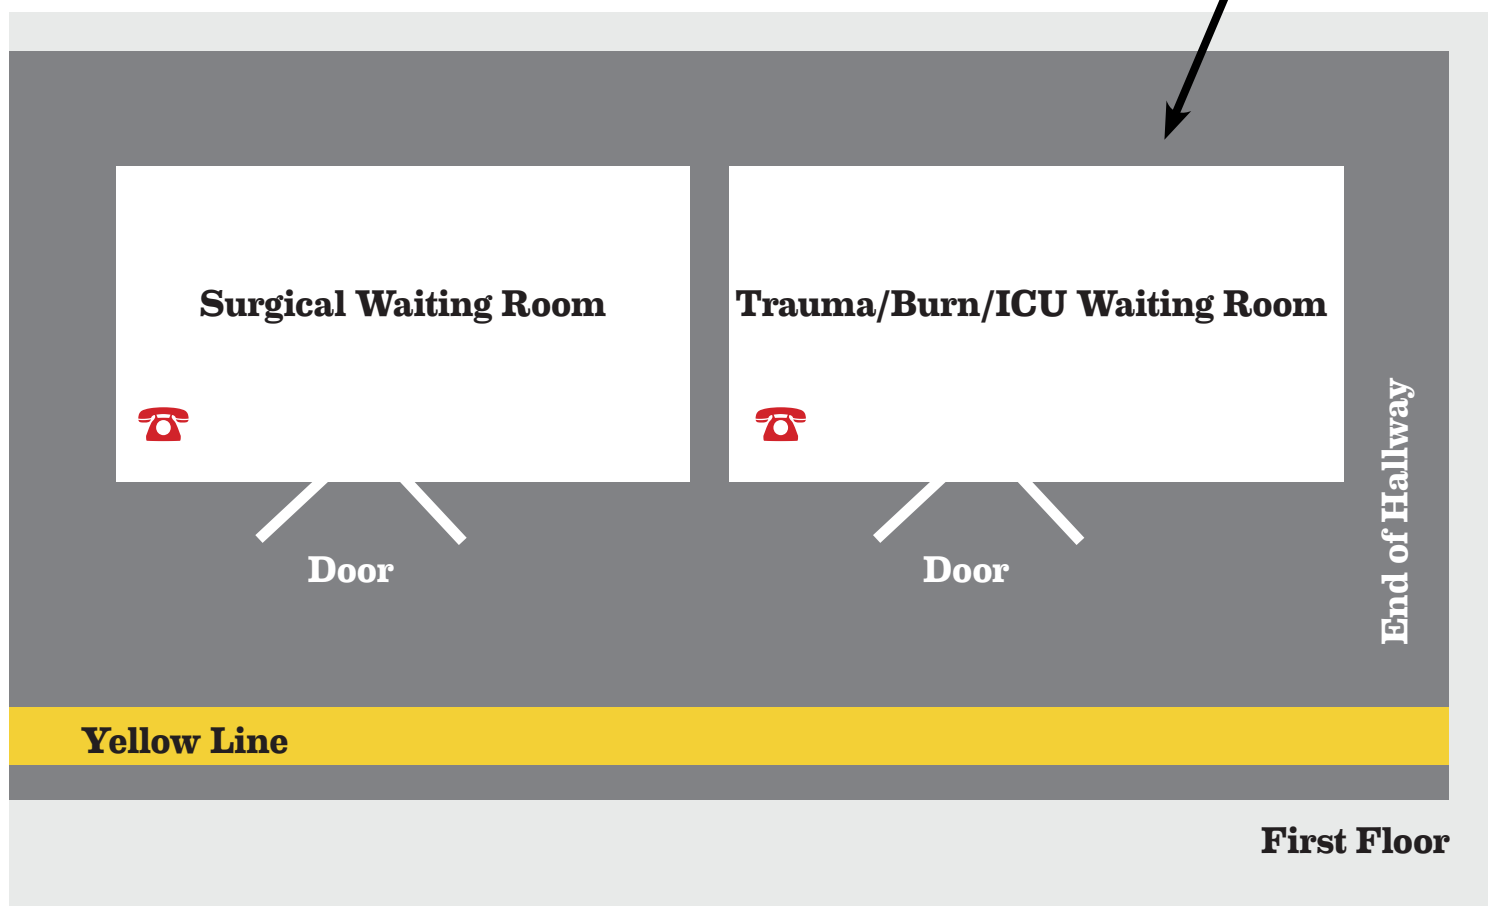 Surgical Waiting Room
Trauma/Burn/ICU Waiting Room
Door
Door
End of Hallway
Yellow Line
First Floor